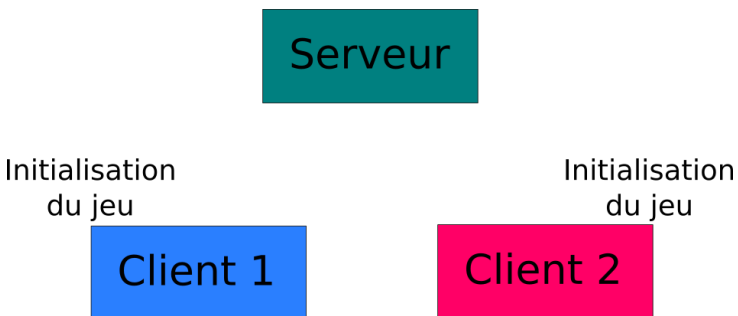 Serveur
Initialisation
du jeu
Initialisation
du jeu
Client 1
Client 2